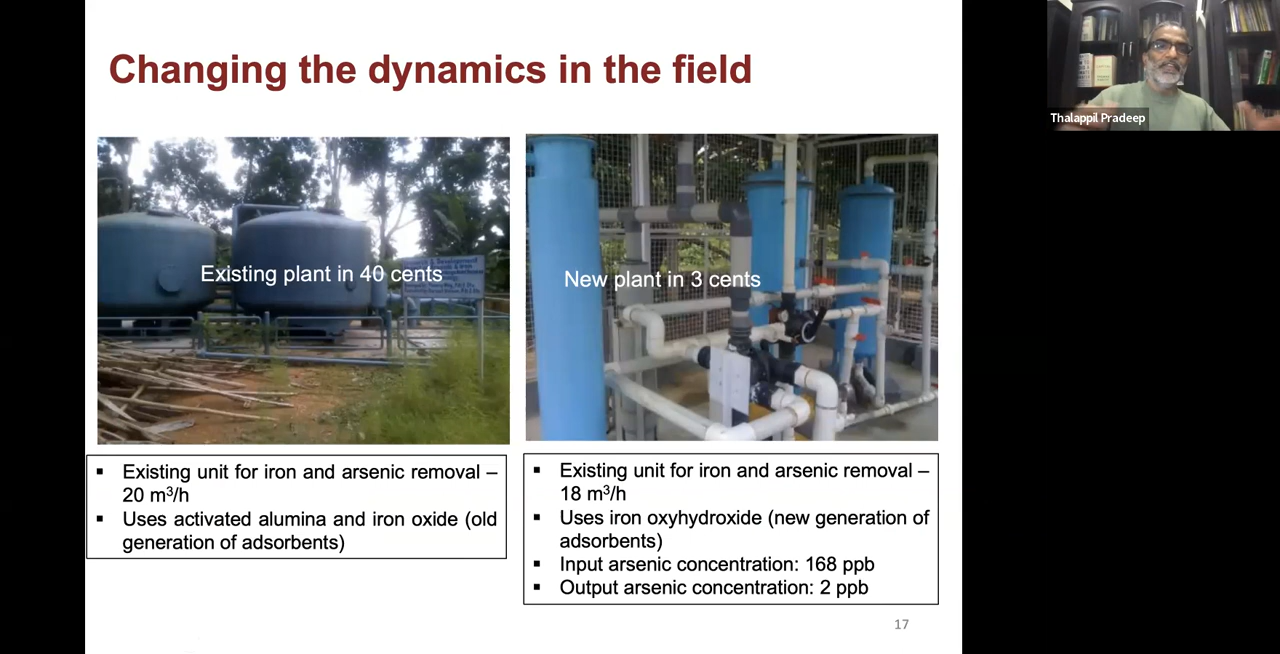 Changing the dynamics in the field
Thalappil Pradeep
Existing plant in 40 cents
New plant in 3 cents
▪ Existing unit for iron and arsenic removal –
20 m³/h
▪ Uses activated alumina and iron oxide (old
generation of adsorbents)
▪ Existing unit for iron and arsenic removal –
18 m³/h
▪ Uses iron oxyhydroxide (new generation of
adsorbents)
▪ Input arsenic concentration: 168 ppb
▪ Output arsenic concentration: 2 ppb
17